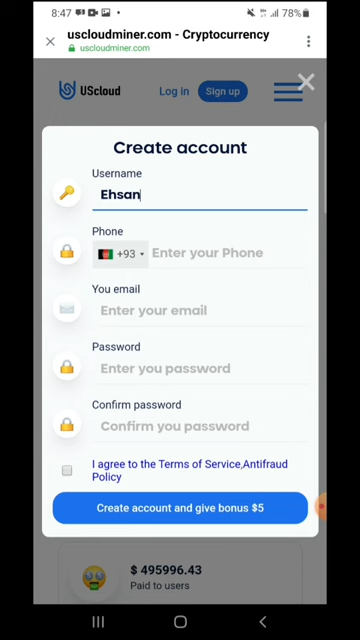 8:47
78%
uscloudminer.com - Cryptocurrency
uscloudminer.com
UScloud
Log in
Sign up
Create account
Username
Ehsan
Phone
+93
Enter your Phone
You email
Enter your email
Password
Enter you password
Confirm password
Confirm you password
I agree to the Terms of Service,Antifraud
Policy
Create account and give bonus $5
$ 495996.43
Paid to users